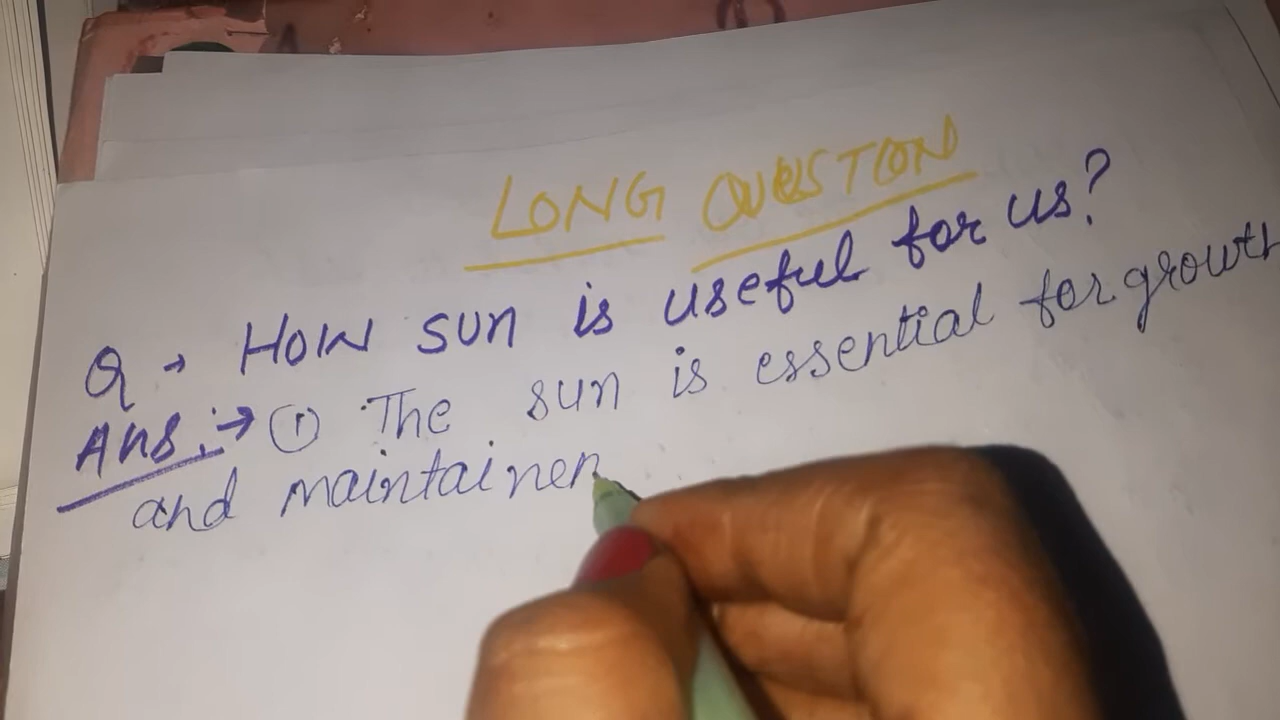 LONG QUESTON
Q → HOW sun is useful for us?
Ans :→ ① The sun is essential for growth
and maintainen